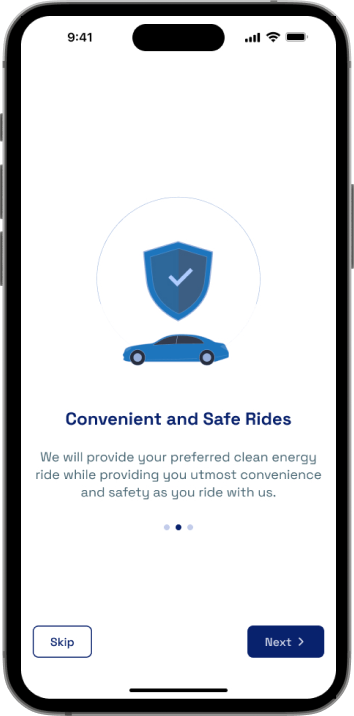 9:41
Convenient and Safe Rides
We will provide your preferred clean energy
ride while providing you utmost convenience
and safety as you ride with us.
Skip
Next